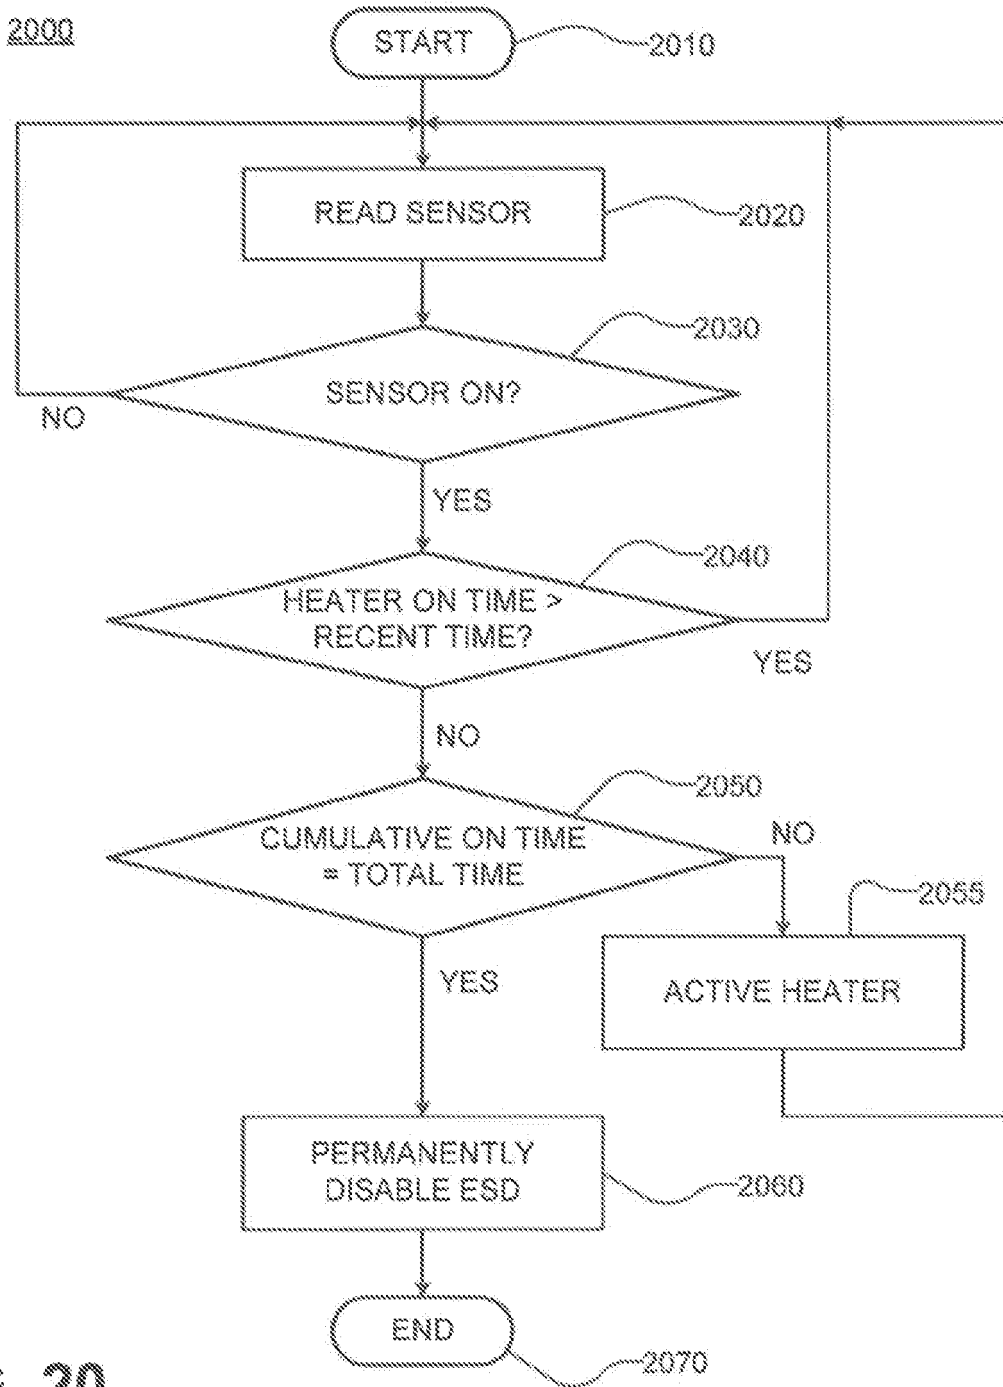 2000
START
2010
READ SENSOR
2020
2030
SENSOR ON?
NO
YES
2040
HEATER ON TIME >
RECENT TIME?
YES
NO
2050
CUMULATIVE ON TIME
= TOTAL TIME
NO
2055
YES
ACTIVE HEATER
PERMANENTLY
DISABLE ESD
2060
END
2070